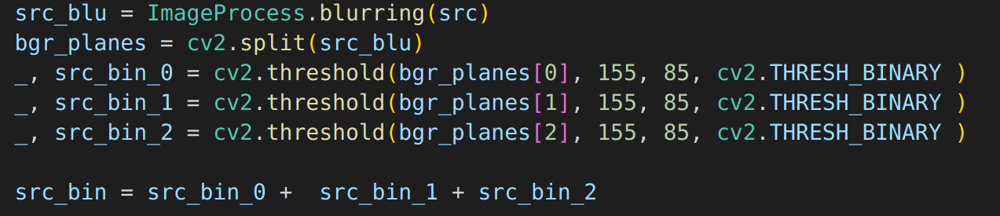 src_blu = ImageProcess.blurring(src)
bgr_planes = cv2.split(src_blu)
_, src_bin_0 = cv2.threshold(bgr_planes[0], 155, 85, cv2.THRESH_BINARY )
_, src_bin_1 = cv2.threshold(bgr_planes[1], 155, 85, cv2.THRESH_BINARY )
_, src_bin_2 = cv2.threshold(bgr_planes[2], 155, 85, cv2.THRESH_BINARY )
src_bin = src_bin_0 +  src_bin_1 + src_bin_2